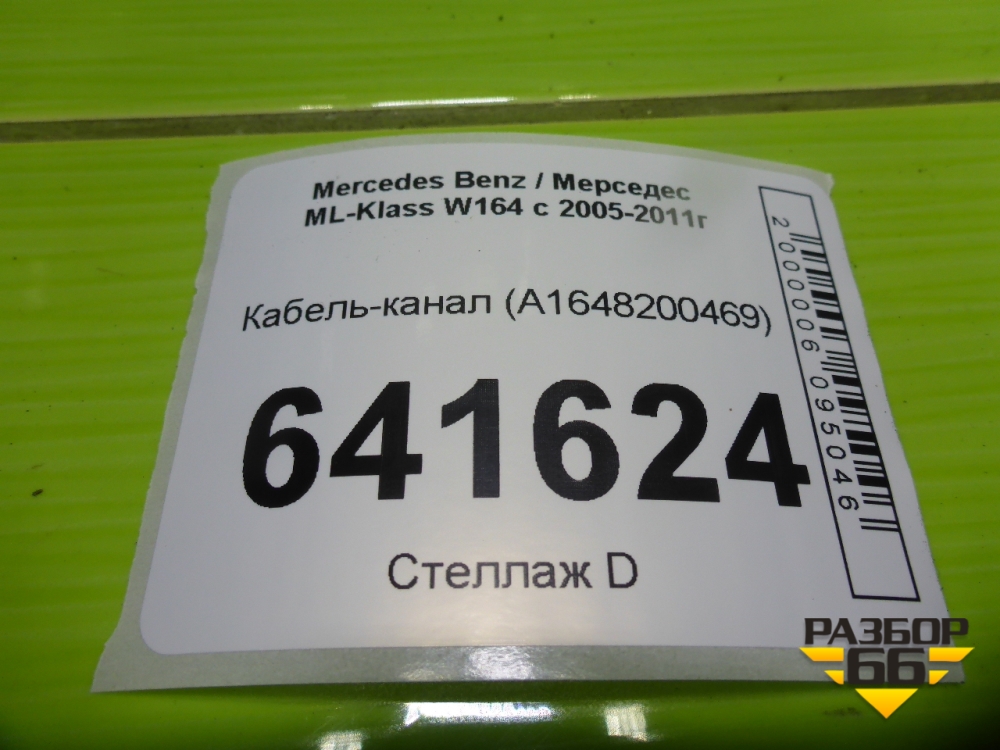 Mercedes Benz / Мерседес
ML-Klass W164 с 2005-2011г
Кабель-канал (A1648200469)
641624
Стеллаж D
2000006095046
РАЗБОР
66